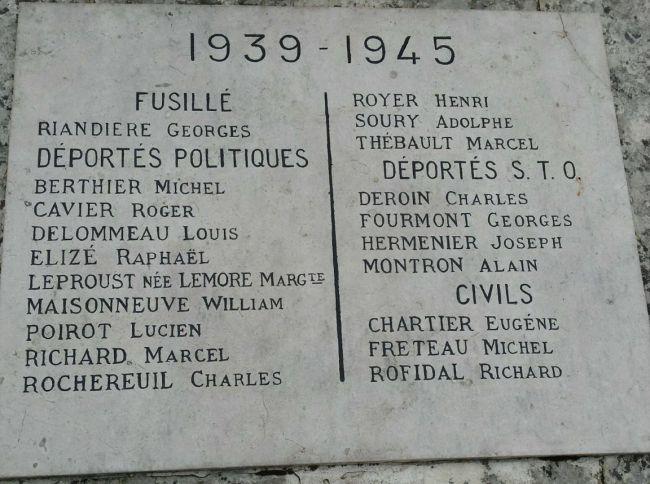 1939 - 1945
FUSILLÉ
RIANDIERE GEORGES
DÉPORTÉS POLITIQUES
BERTHIER MICHEL
CAVIER ROGER
DELOMMEAU LOUIS
ELIZÉ RAPHAËL
LEPROUST NÉE LEMORE MARGTE
MAISONNEUVE WILLIAM
POIROT LUCIEN
RICHARD MARCEL
ROCHEREUIL CHARLES
ROYER HENRI
SOURY ADOLPHE
THÉBAULT MARCEL
DÉPORTÉS S. T. O.
DEROIN CHARLES
FOURMONT GEORGES
HERMENIER JOSEPH
MONTRON ALAIN
CIVILS
CHARTIER EUGÉNE
FRETEAU MICHEL
ROFIDAL RICHARD